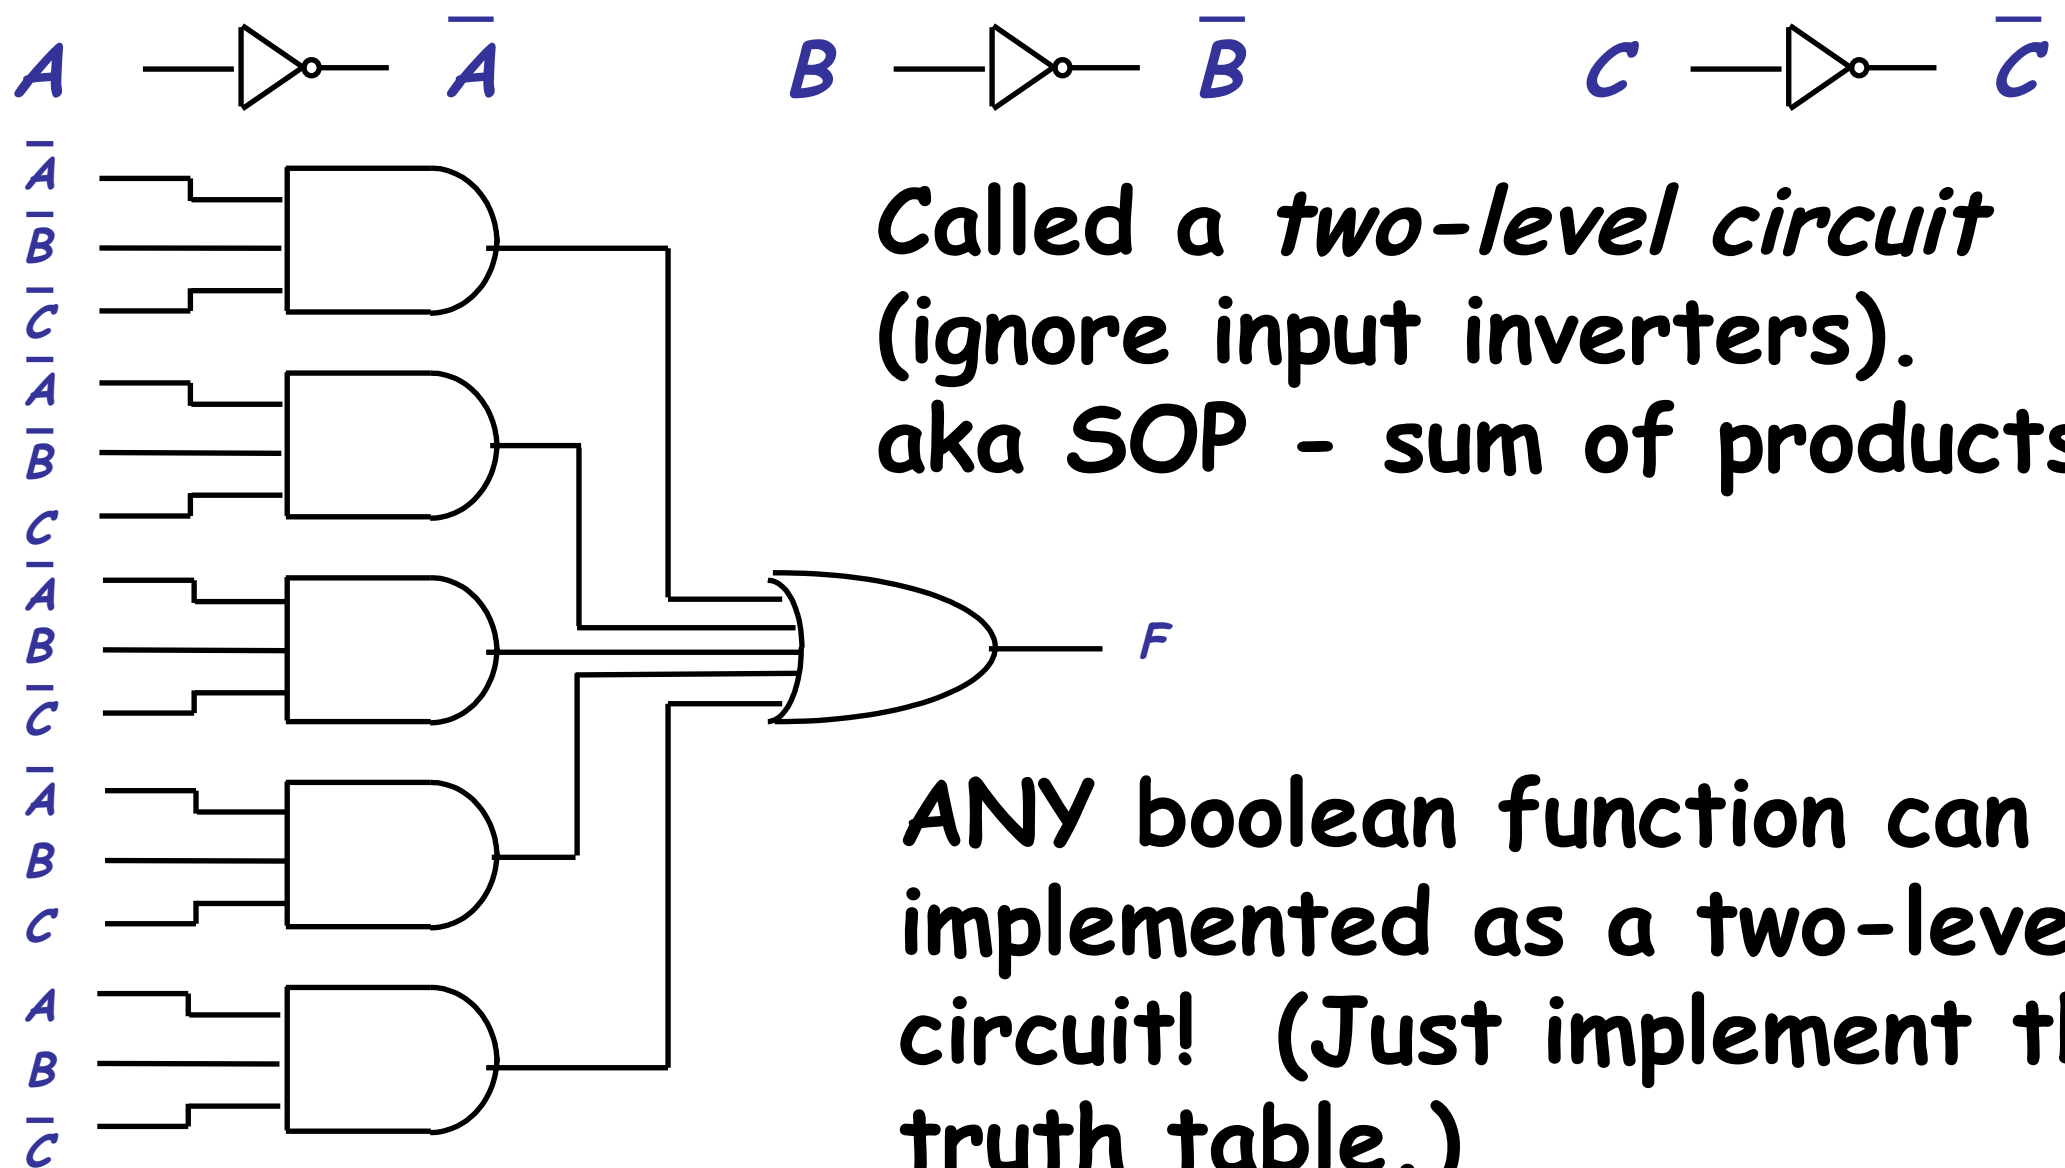 A A̅ B B̅ C C̅
A̅
B̅
C̅
A̅
B̅
C
A̅
B
C̅
A̅
B
C
A
B
C̅
F
Called a two-level circuit
(ignore input inverters).
aka SOP - sum of products
ANY boolean function can
implemented as a two-leve
circuit! (Just implement th
truth table.)